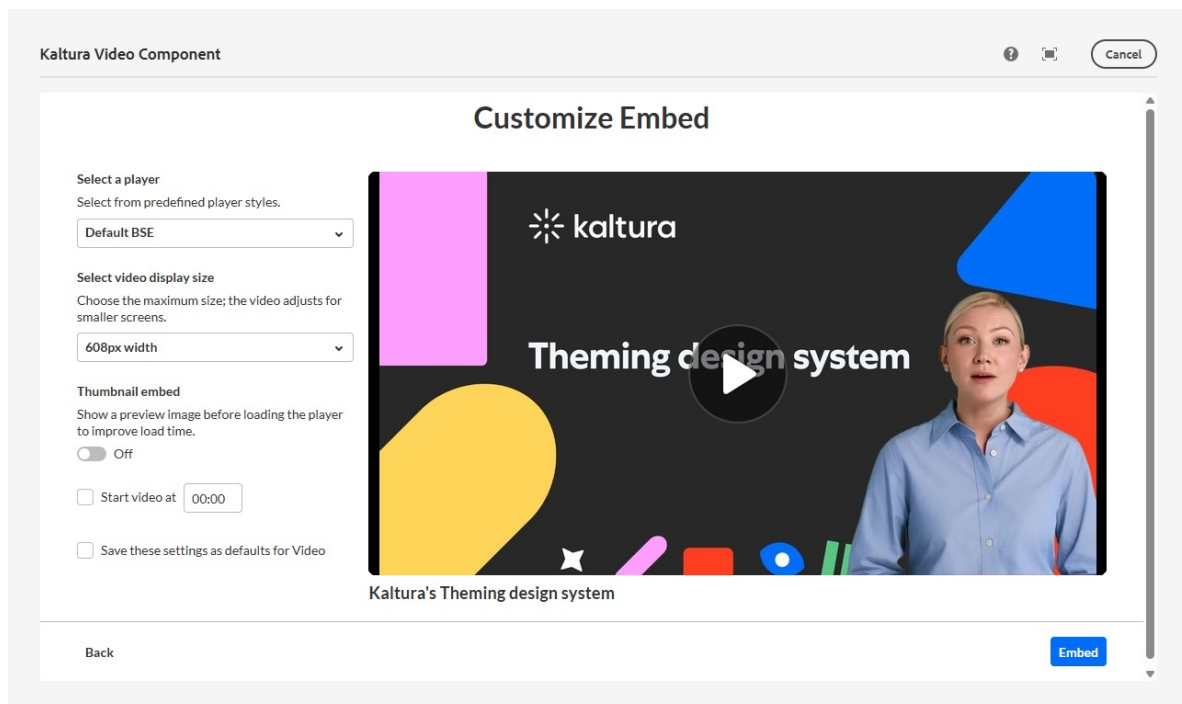 Kaltura Video Component
Cancel
Customize Embed
Select a player
Select from predefined player styles.
Default BSE
Select video display size
Choose the maximum size; the video adjusts for
smaller screens.
608px width
Thumbnail embed
Show a preview image before loading the player
to improve load time.
Off
Start video at 00:00
Save these settings as defaults for Video
kaltura
Theming design system
Kaltura's Theming design system
Back
Embed